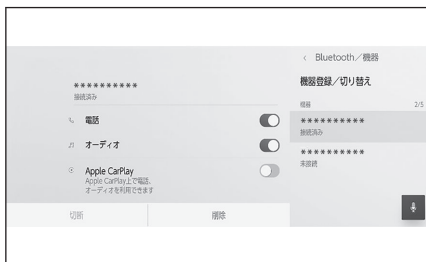 ‹ Bluetooth／機器
機器登録／切り替え
機器 2/5
**********
接続済み
**********
未接続
**********
接続済み
電話
オーディオ
Apple CarPlay
Apple CarPlay上で電話、
オーディオを利用できます
切断
削除